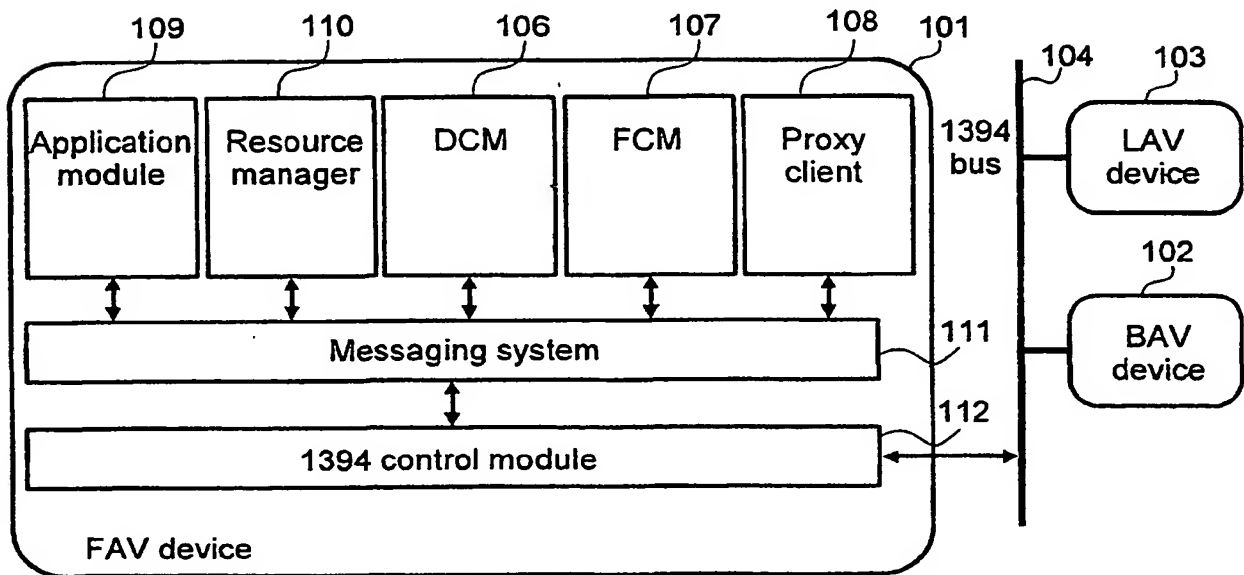 109
110
106
107
108
101
104
103
Application
module
Resource
manager
DCM
FCM
Proxy
client
1394
bus
LAV
device
102
BAV
device
Messaging system
111
112
1394 control module
FAV device